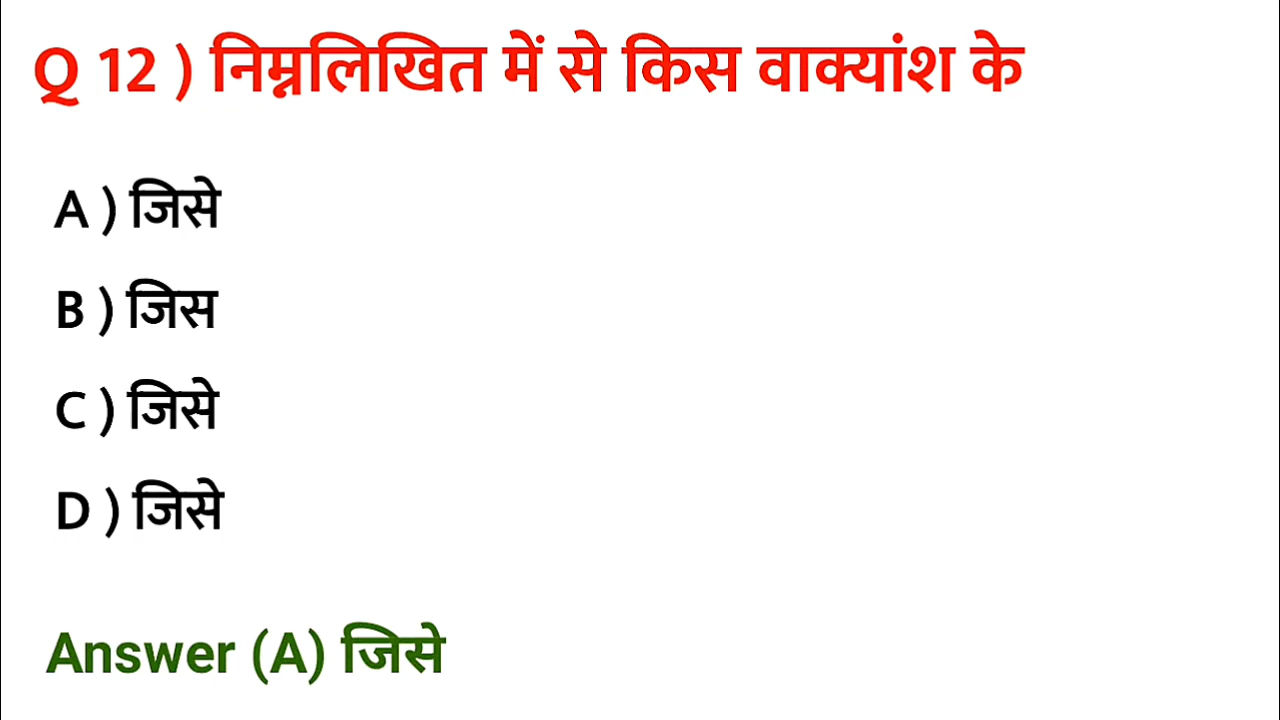 Q 12 ) निम्नलिखित में से किस वाक्यांश के
A ) जिसे
B ) जिस
C ) जिसे
D ) जिसे
Answer (A) जिसे